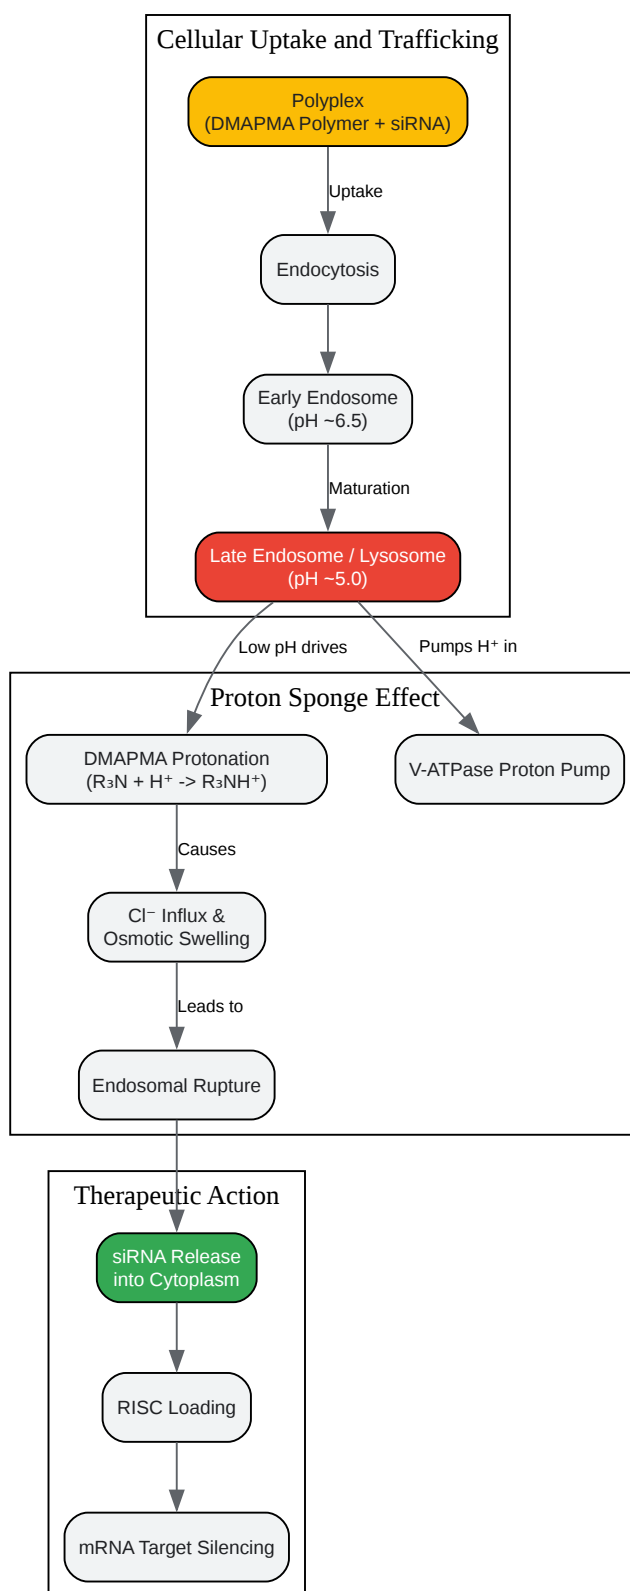 Cellular Uptake and Trafficking
Polyplex
(DMAPMA Polymer + siRNA)
Uptake
Endocytosis
Early Endosome
(pH ~6.5)
Maturation
Late Endosome / Lysosome
(pH ~5.0)
Low pH drives
Pumps H⁺ in
Proton Sponge Effect
DMAPMA Protonation
(R₃N + H⁺ -> R₃NH⁺)
V-ATPase Proton Pump
Causes
Cl⁻ Influx &
Osmotic Swelling
Leads to
Endosomal Rupture
Therapeutic Action
siRNA Release
into Cytoplasm
RISC Loading
mRNA Target Silencing